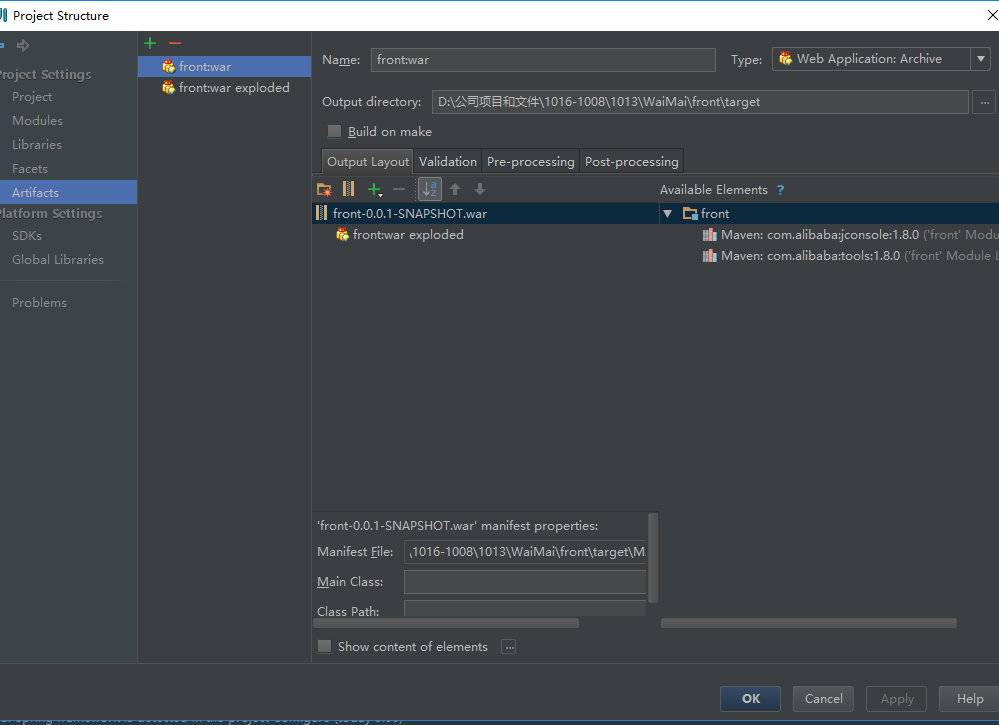 Project Structure
Project Settings
Project
Modules
Libraries
Facets
Artifacts
Platform Settings
SDKs
Global Libraries
Problems
front:war
front:war exploded
Name: front:war
Type: Web Application: Archive
Output directory: D:\公司项目和文件\1016-1008\1013\WaiMai\front\target
Build on make
Output Layout Validation Pre-processing Post-processing
Available Elements ?
front-0.0.1-SNAPSHOT.war
front:war exploded
front
Maven: com.alibaba:jconsole:1.8.0 ('front' Modu
Maven: com.alibaba:tools:1.8.0 ('front' Module L
'front-0.0.1-SNAPSHOT.war' manifest properties:
Manifest File: \1016-1008\1013\WaiMai\front\target\M
Main Class:
Class Path:
Show content of elements
OK Cancel Apply Help